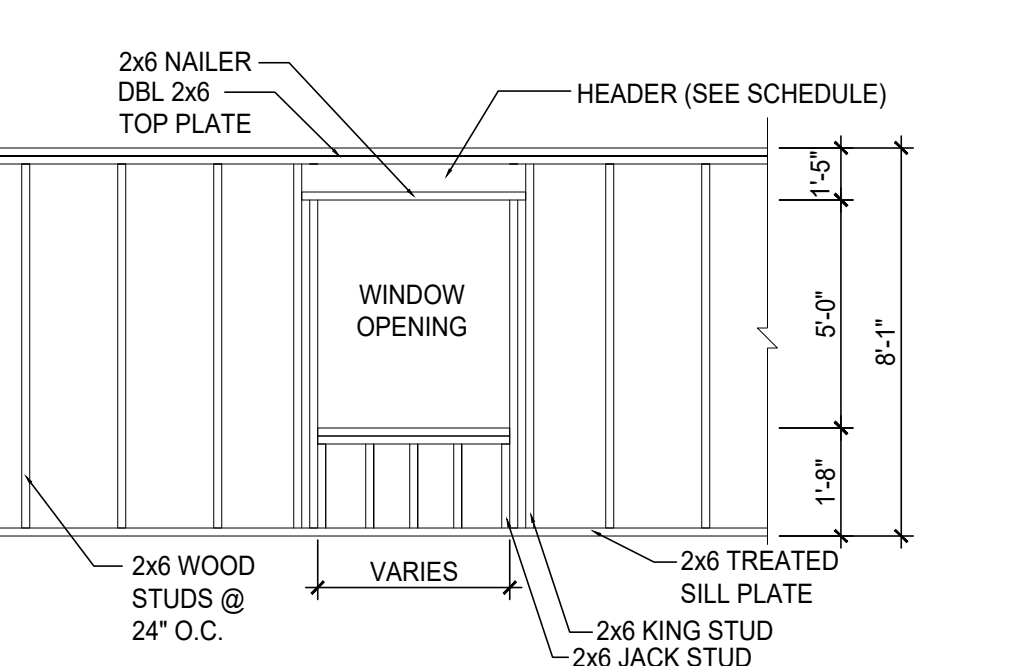 2x6 NAILER
DBL 2x6
TOP PLATE
HEADER (SEE SCHEDULE)
1'-5"
WINDOW
OPENING
5'-0"
8'-1"
1'-8"
2x6 WOOD
STUDS @
24" O.C.
VARIES
2x6 TREATED
SILL PLATE
2x6 KING STUD
2x6 JACK STUD